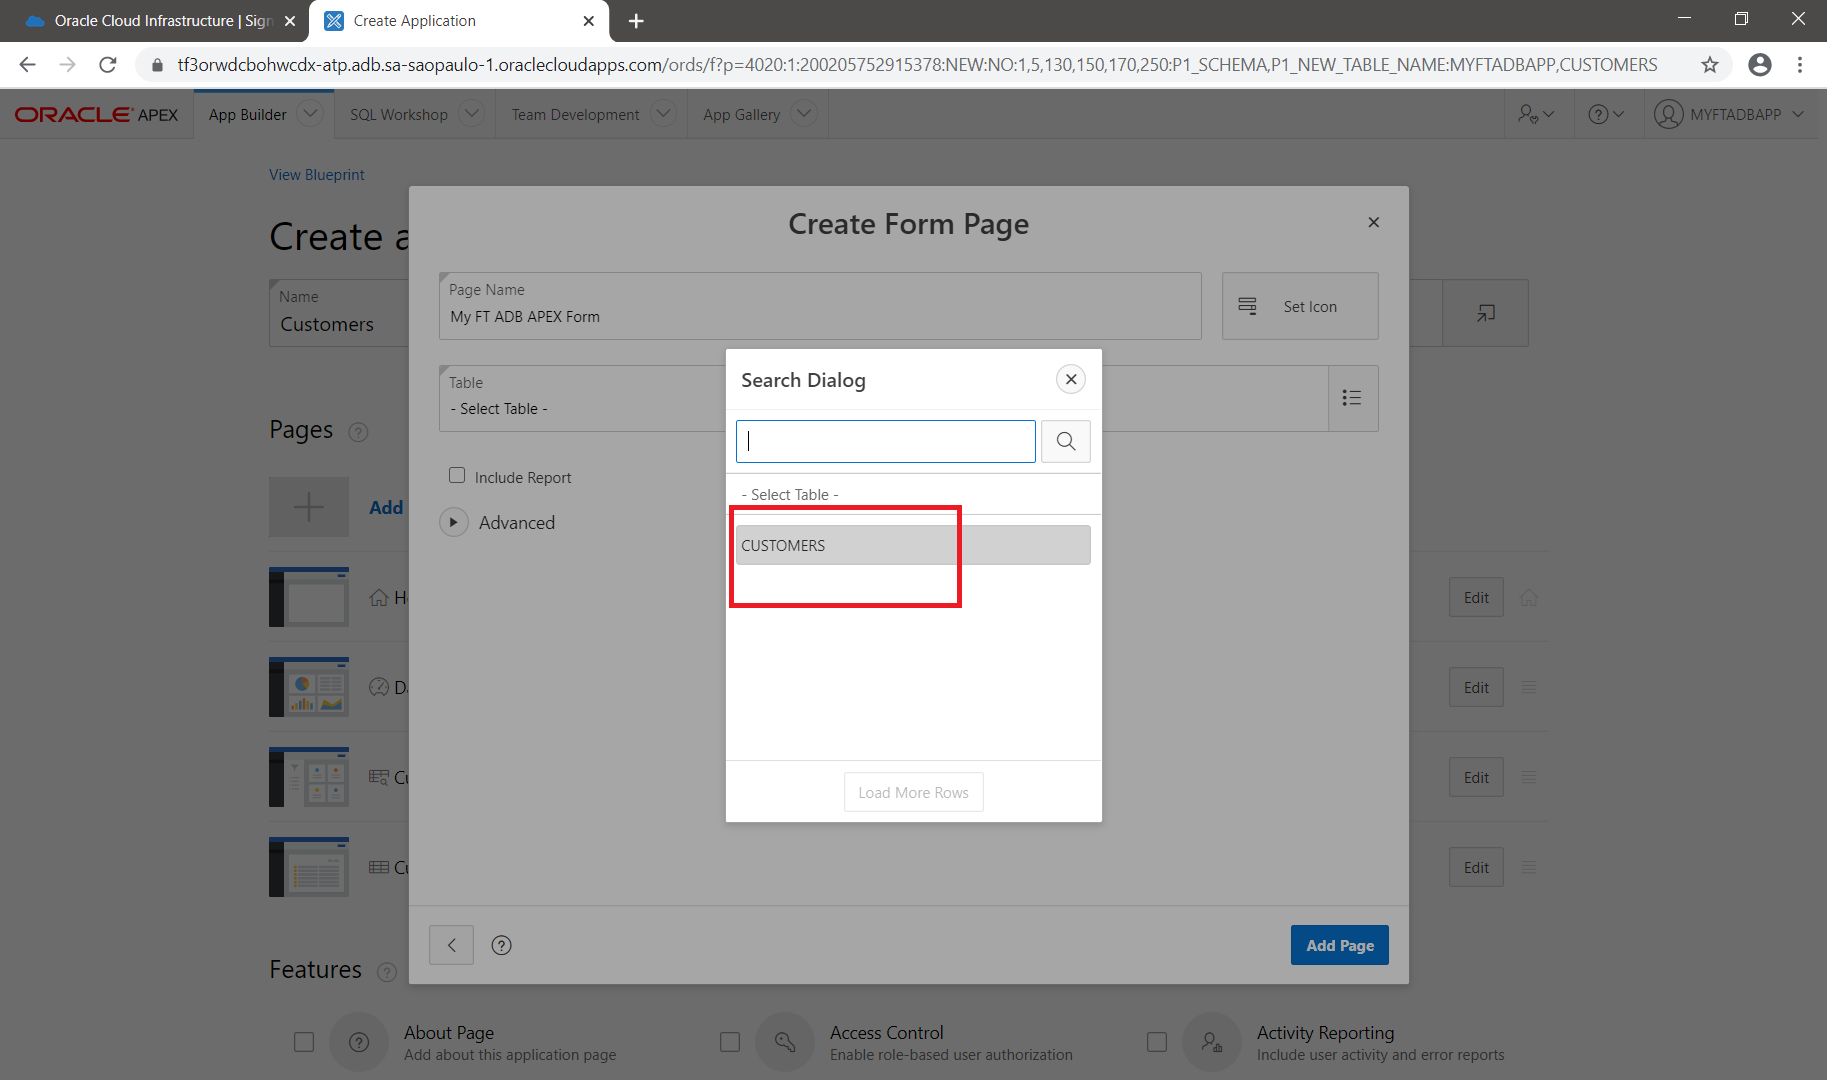 Oracle Cloud Infrastructure | Sign
Create Application
tf3orwdcbohwcdx-atp.adb.sa-saopaulo-1.oraclecloudapps.com/ords/f?p=4020:1:200205752915378:NEW:NO:1,5,130,150,170,250:P1_SCHEMA,P1_NEW_TABLE_NAME:MYFTADBAPP,CUSTOMERS
ORACLE APEX
App Builder
SQL Workshop
Team Development
App Gallery
MYFTADBAPP
View Blueprint
Create a
Name
Customers
Create Form Page
Page Name
My FT ADB APEX Form
Set Icon
Table
- Select Table -
Include Report
Advanced
Search Dialog
- Select Table -
CUSTOMERS
Load More Rows
Pages
Add
Edit
Edit
Edit
Edit
Add Page
Features
About Page
Add about this application page
Access Control
Enable role-based user authorization
Activity Reporting
Include user activity and error reports